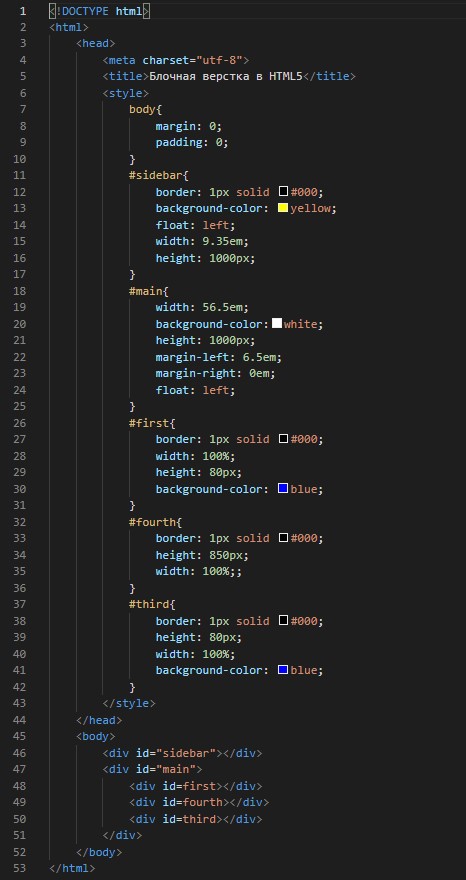 1 <!DOCTYPE html>
2 <html>
3 <head>
4 <meta charset="utf-8">
5 <title>Блочная верстка в HTML5</title>
6 <style>
7 body{
8 margin: 0;
9 padding: 0;
10 }
11 #sidebar{
12 border: 1px solid #000;
13 background-color: yellow;
14 float: left;
15 width: 9.35em;
16 height: 1000px;
17 }
18 #main{
19 width: 56.5em;
20 background-color:white;
21 height: 1000px;
22 margin-left: 6.5em;
23 margin-right: 0em;
24 float: left;
25 }
26 #first{
27 border: 1px solid #000;
28 width: 100%;
29 height: 80px;
30 background-color: blue;
31 }
32 #fourth{
33 border: 1px solid #000;
34 height: 850px;
35 width: 100%;;
36 }
37 #third{
38 border: 1px solid #000;
39 height: 80px;
40 width: 100%;
41 background-color: blue;
42 }
43 </style>
44 </head>
45 <body>
46 <div id="sidebar"></div>
47 <div id="main">
48 <div id=first></div>
49 <div id=fourth></div>
50 <div id=third></div>
51 </div>
52 </body>
53 </html>